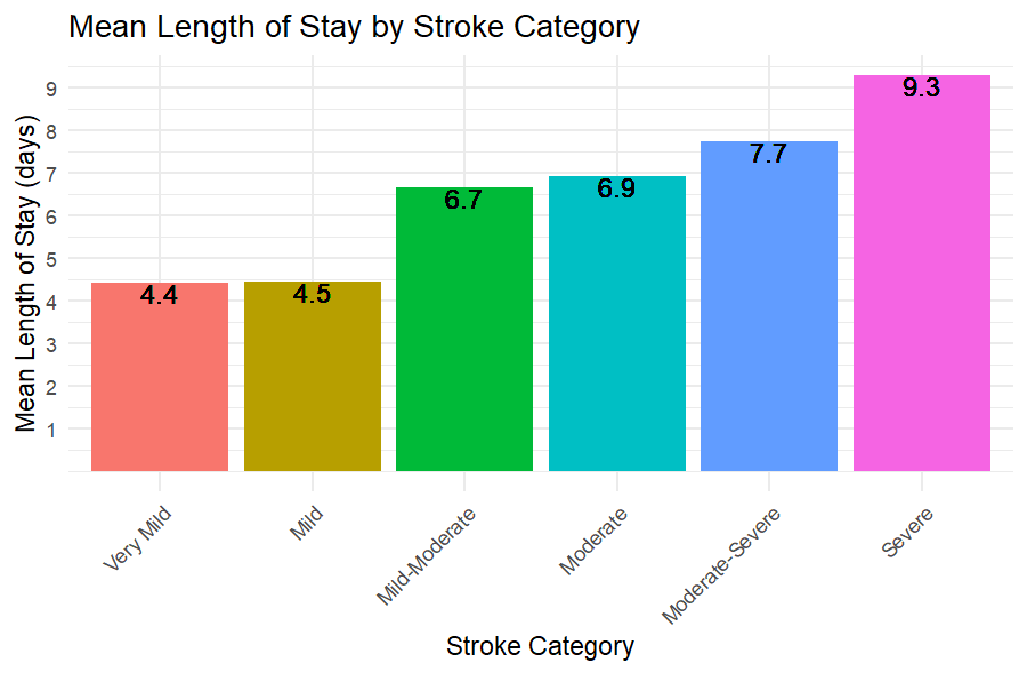 Mean Length of Stay by Stroke Category
Mean Length of Stay (days)
9
8
7
6
5
4
3
2
1
4.4
4.5
6.7
6.9
7.7
9.3
Very Mild
Mild
Mild-Moderate
Moderate
Moderate-Severe
Severe
Stroke Category